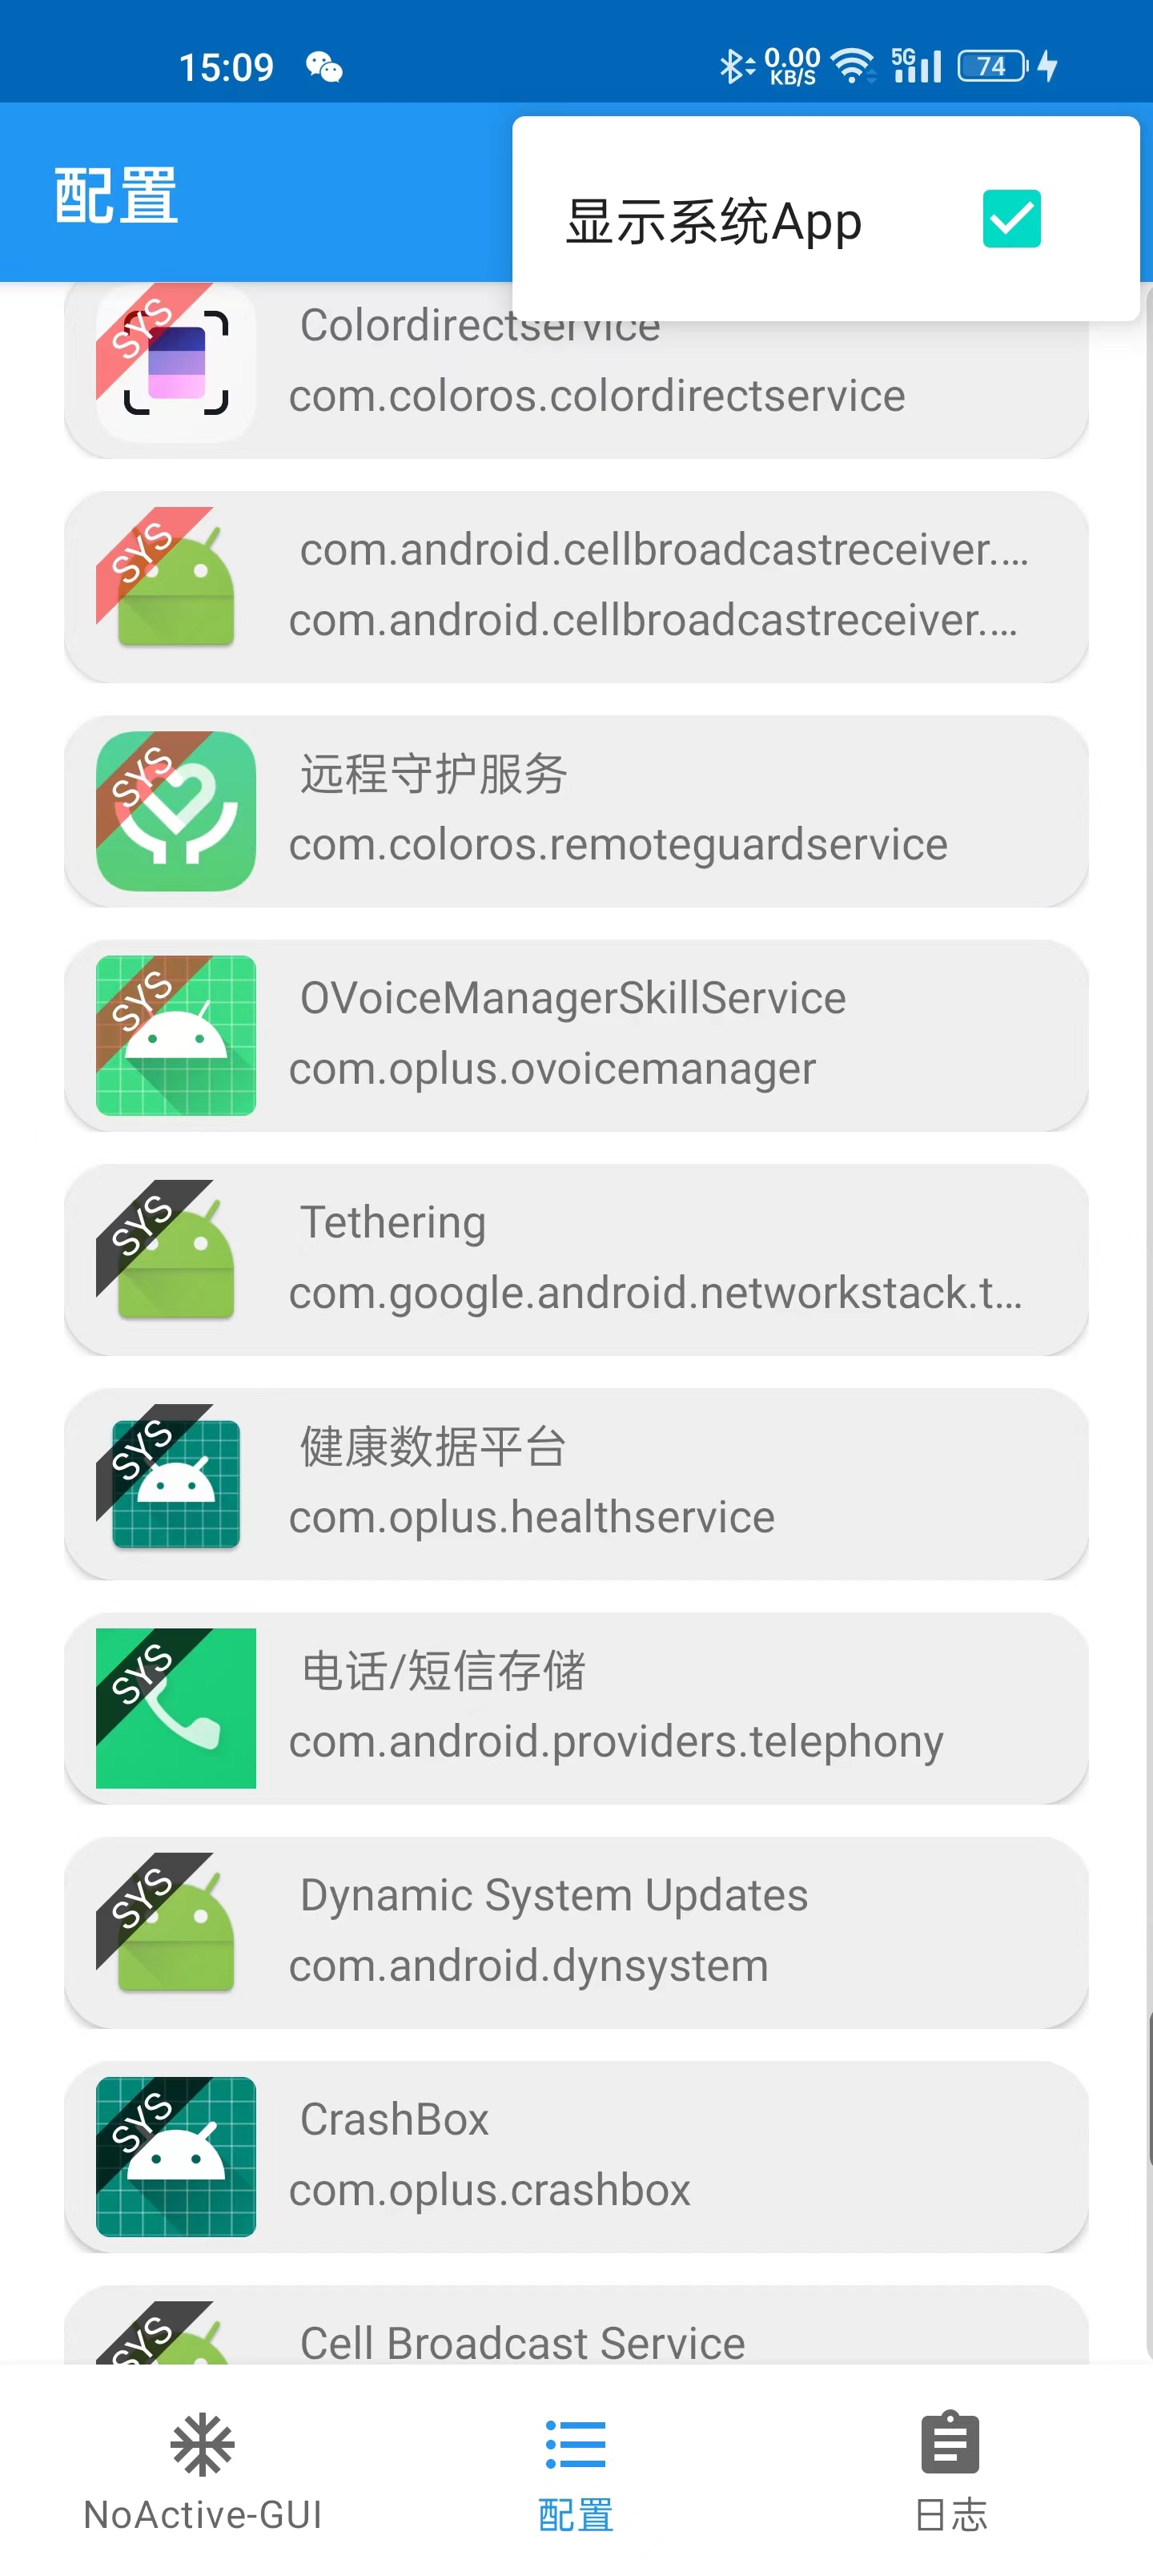 15:09
0.00
KB/S
5G
74
配置
显示系统App
SYS
Colordirectservice
com.coloros.colordirectservice
SYS
com.android.cellbroadcastreceiver....
com.android.cellbroadcastreceiver....
SYS
远程守护服务
com.coloros.remoteguardservice
SYS
OVoiceManagerSkillService
com.oplus.ovoicemanager
SYS
Tethering
com.google.android.networkstack.t...
SYS
健康数据平台
com.oplus.healthservice
SYS
电话/短信存储
com.android.providers.telephony
SYS
Dynamic System Updates
com.android.dynsystem
SYS
CrashBox
com.oplus.crashbox
SYS
Cell Broadcast Service
NoActive-GUI
配置
日志